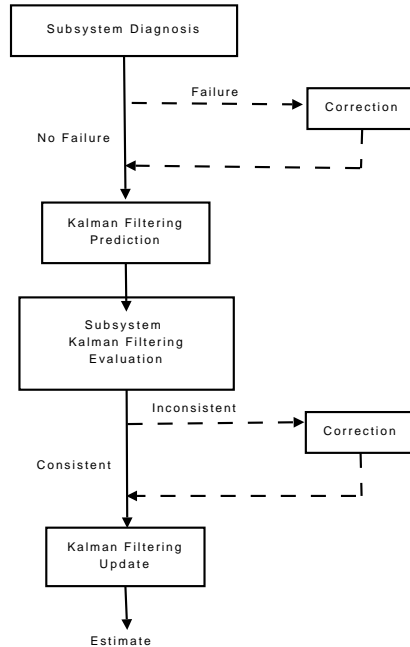 Subsystem Diagnosis
Failure
Correction
No Failure
Kalman Filtering
Prediction
Subsystem
Kalman Filtering
Evaluation
Inconsistent
Correction
Consistent
Kalman Filtering
Update
Estimate